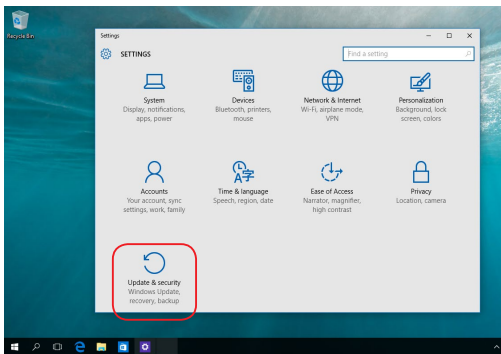 Recycle Bin
Settings
SETTINGS
Find a setting
System
Display, notifications,
apps, power
Devices
Bluetooth, printers,
mouse
Network & Internet
Wi-Fi, airplane mode,
VPN
Personalization
Background, lock
screen, colors
Accounts
Your account, sync
settings, work, family
Time & language
Speech, region, date
Ease of Access
Narrator, magnifier,
high contrast
Privacy
Location, camera
Update & security
Windows Update,
recovery, backup